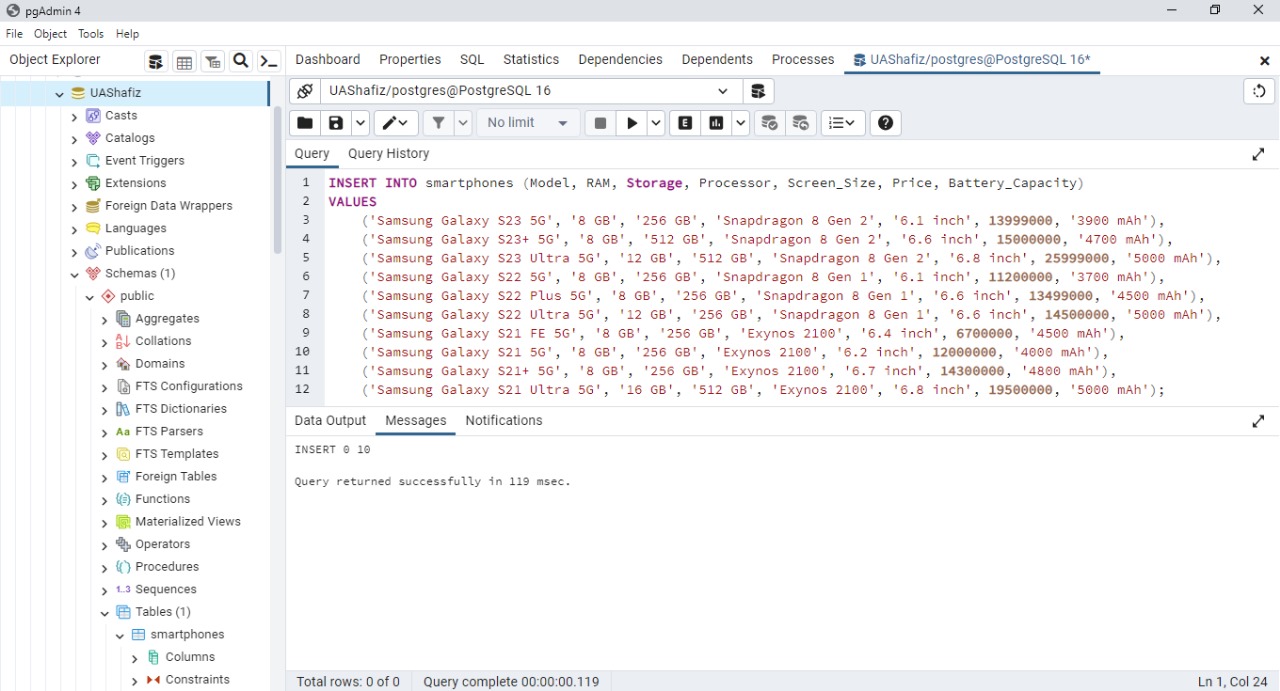 pgAdmin 4
File Object Tools Help
Object Explorer
Dashboard Properties SQL Statistics Dependencies Dependents Processes UAShafiz/postgres@PostgreSQL 16*
UAShafiz
Casts
Catalogs
Event Triggers
Extensions
Foreign Data Wrappers
Languages
Publications
Schemas (1)
public
Aggregates
Collations
Domains
FTS Configurations
FTS Dictionaries
Aa FTS Parsers
FTS Templates
Foreign Tables
Functions
Materialized Views
Operators
Procedures
1..3 Sequences
Tables (1)
smartphones
Columns
Constraints
UAShafiz/postgres@PostgreSQL 16
No limit
E
Query Query History
1 INSERT INTO smartphones (Model, RAM, Storage, Processor, Screen_Size, Price, Battery_Capacity)
2 VALUES
3 ('Samsung Galaxy S23 5G', '8 GB', '256 GB', 'Snapdragon 8 Gen 2', '6.1 inch', 13999000, '3900 mAh'),
4 ('Samsung Galaxy S23+ 5G', '8 GB', '512 GB', 'Snapdragon 8 Gen 2', '6.6 inch', 15000000, '4700 mAh'),
5 ('Samsung Galaxy S23 Ultra 5G', '12 GB', '512 GB', 'Snapdragon 8 Gen 2', '6.8 inch', 25999000, '5000 mAh'),
6 ('Samsung Galaxy S22 5G', '8 GB', '256 GB', 'Snapdragon 8 Gen 1', '6.1 inch', 11200000, '3700 mAh'),
7 ('Samsung Galaxy S22 Plus 5G', '8 GB', '256 GB', 'Snapdragon 8 Gen 1', '6.6 inch', 13499000, '4500 mAh'),
8 ('Samsung Galaxy S22 Ultra 5G', '12 GB', '256 GB', 'Snapdragon 8 Gen 1', '6.6 inch', 14500000, '5000 mAh'),
9 ('Samsung Galaxy S21 FE 5G', '8 GB', '256 GB', 'Exynos 2100', '6.4 inch', 6700000, '4500 mAh'),
10 ('Samsung Galaxy S21 5G', '8 GB', '256 GB', 'Exynos 2100', '6.2 inch', 12000000, '4000 mAh'),
11 ('Samsung Galaxy S21+ 5G', '8 GB', '256 GB', 'Exynos 2100', '6.7 inch', 14300000, '4800 mAh'),
12 ('Samsung Galaxy S21 Ultra 5G', '16 GB', '512 GB', 'Exynos 2100', '6.8 inch', 19500000, '5000 mAh');
Data Output Messages Notifications
INSERT 0 10
Query returned successfully in 119 msec.
Total rows: 0 of 0 Query complete 00:00:00.119 Ln 1, Col 24